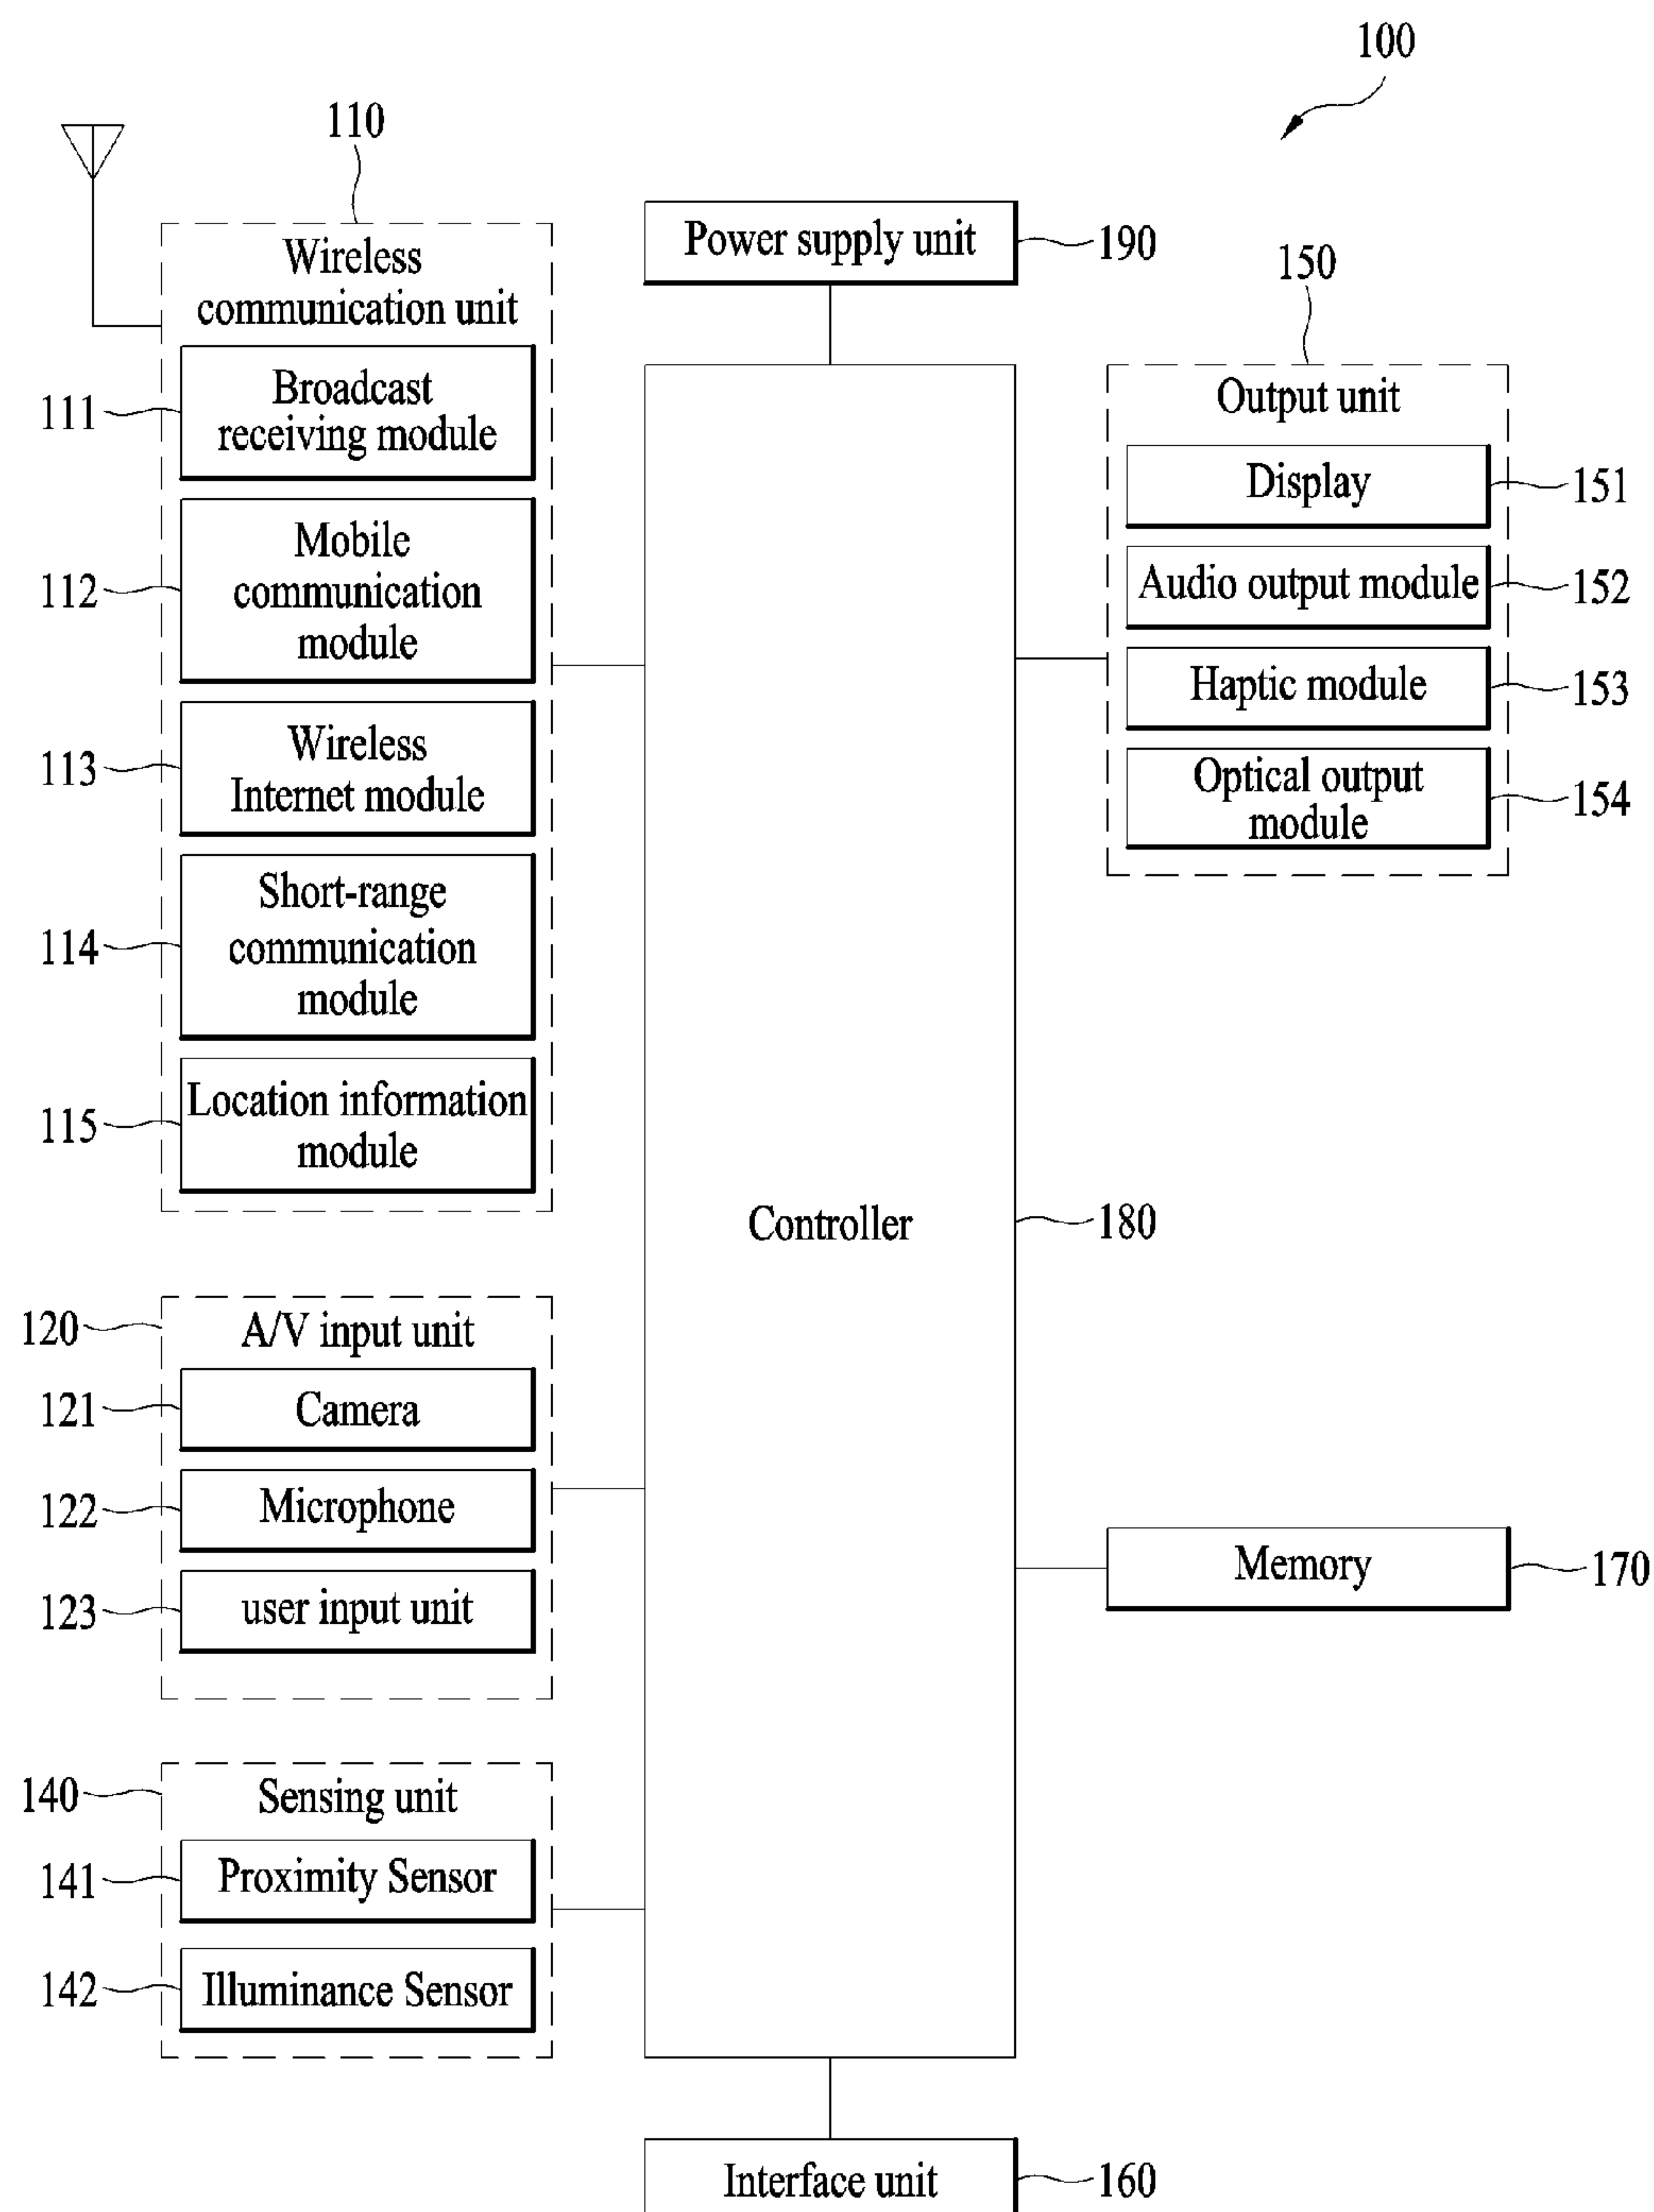 100
110
Wireless
communication unit
111
Broadcast
receiving module
112
Mobile
communication
module
113
Wireless
Internet module
114
Short-range
communication
module
115
Location information
module
120
A/V input unit
121
Camera
122
Microphone
123
user input unit
140
Sensing unit
141
Proximity Sensor
142
Illuminance Sensor
Power supply unit
190
Controller
180
Interface unit
160
150
Output unit
Display
151
Audio output module
152
Haptic module
153
Optical output
module
154
Memory
170